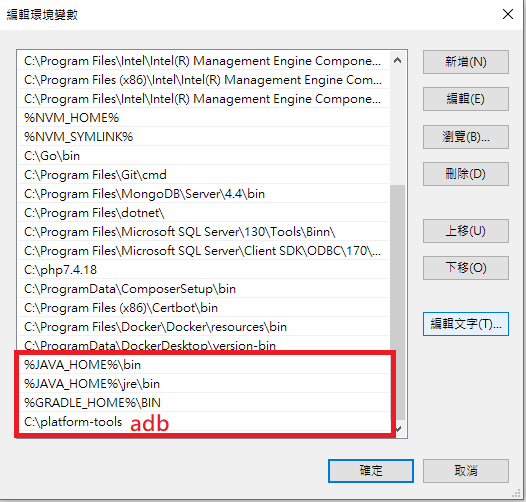 編輯環境變數
C:\Program Files\Intel\Intel(R) Management Engine Compone...
C:\Program Files (x86)\Intel\Intel(R) Management Engine Com...
C:\Program Files\Intel\Intel(R) Management Engine Compone...
%NVM_HOME%
%NVM_SYMLINK%
C:\Go\bin
C:\Program Files\Git\cmd
C:\Program Files\MongoDB\Server\4.4\bin
C:\Program Files\dotnet\
C:\Program Files\Microsoft SQL Server\130\Tools\Binn\
C:\Program Files\Microsoft SQL Server\Client SDK\ODBC\170\...
C:\php7.4.18
C:\ProgramData\ComposerSetup\bin
C:\Program Files (x86)\Certbot\bin
C:\Program Files\Docker\Docker\resources\bin
C:\ProgramData\DockerDesktop\version-bin
%JAVA_HOME%\bin
%JAVA_HOME%\jre\bin
%GRADLE_HOME%\BIN
C:\platform-tools adb
新增(N)
編輯(E)
瀏覽(B)...
刪除(D)
上移(U)
下移(O)
編輯文字(T)...
確定
取消